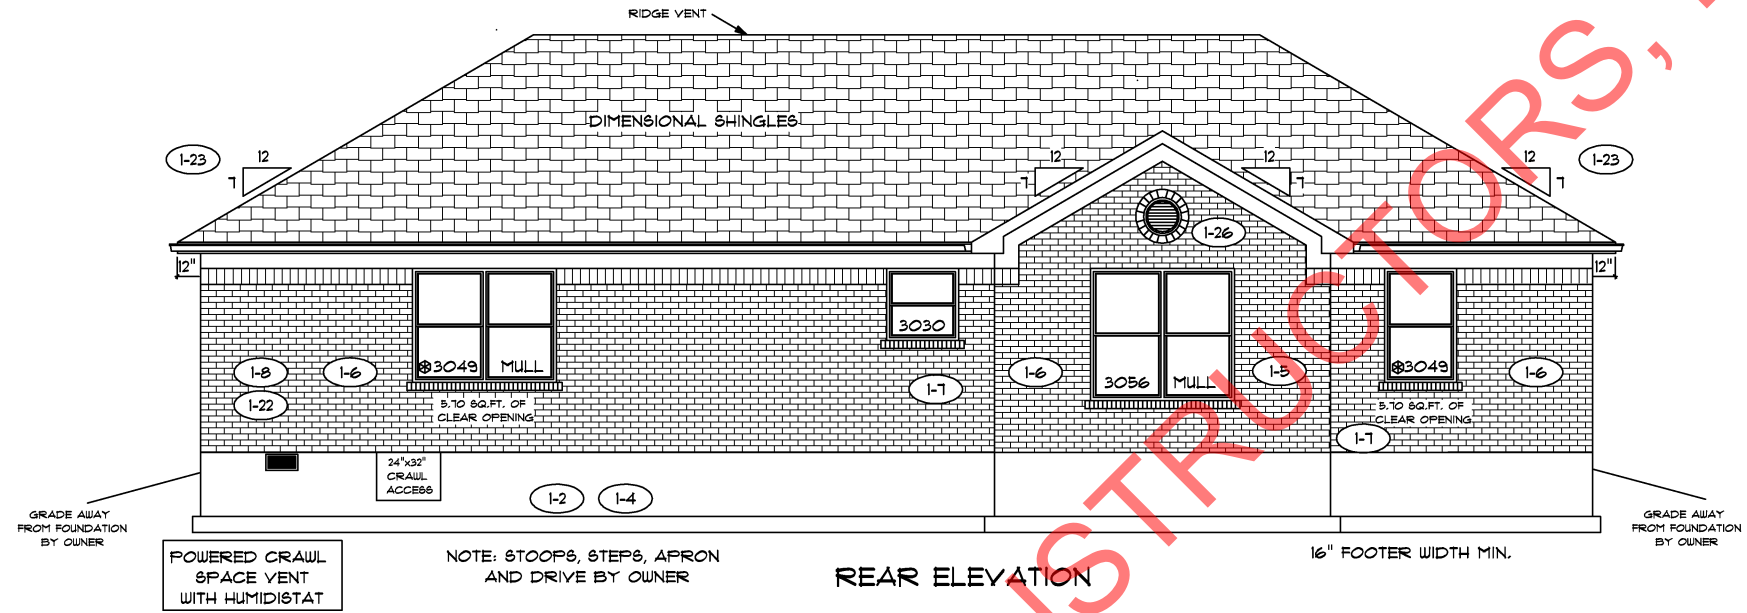 RIDGE VENT
DIMENSIONAL SHINGLES
1-23
12
7
12
7
12
7
12
7
1-23
1-26
12"
12"
3030
✽3049 MULL
3056 MULL
✽3049
1-8
1-6
1-22
1-7
1-6
1-5
1-6
1-7
5.70 SQ.FT. OF
CLEAR OPENING
5.70 SQ.FT. OF
CLEAR OPENING
24"x32"
CRAWL
ACCESS
1-2
1-4
GRADE AWAY
FROM FOUNDATION
BY OWNER
GRADE AWAY
FROM FOUNDATION
BY OWNER
POWERED CRAWL
SPACE VENT
WITH HUMIDISTAT
NOTE: STOOPS, STEPS, APRON
AND DRIVE BY OWNER
REAR ELEVATION
16" FOOTER WIDTH MIN.
STRUCTORS,